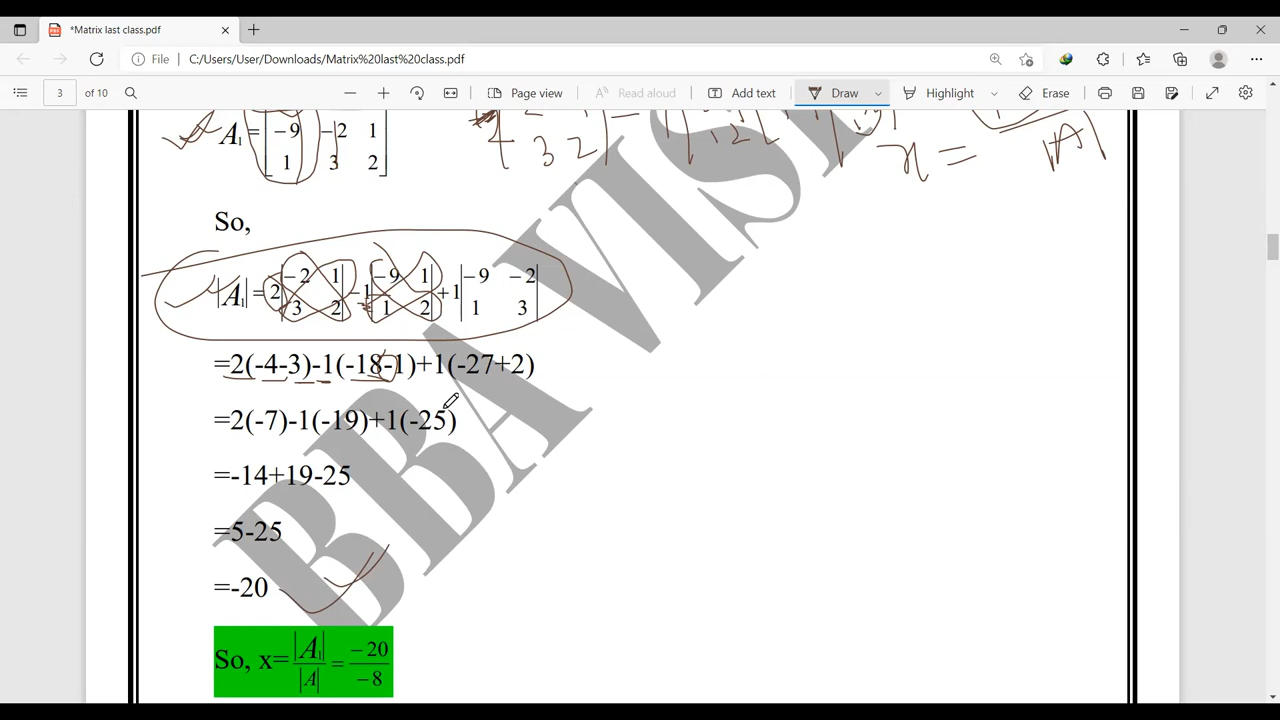 *Matrix last class.pdf
File C:/Users/User/Downloads/Matrix%20last%20class.pdf
3 of 10 Page view Read aloud Add text Draw Highlight Erase
A₁ = [ -9 -2 1
1 3 2 ]
3 2
x = |A|
So,
|A₁| = 2 | -2 1 | -1 | -9 1 | +1 | -9 -2 |
| 3 2 | | 1 2 | | 1 3 |
=2(-4-3)-1(-18-1)+1(-27+2)
=2(-7)-1(-19)+1(-25)
=-14+19-25
=5-25
=-20
So, x= |A₁| / |A| = -20 / -8
BBA VIS